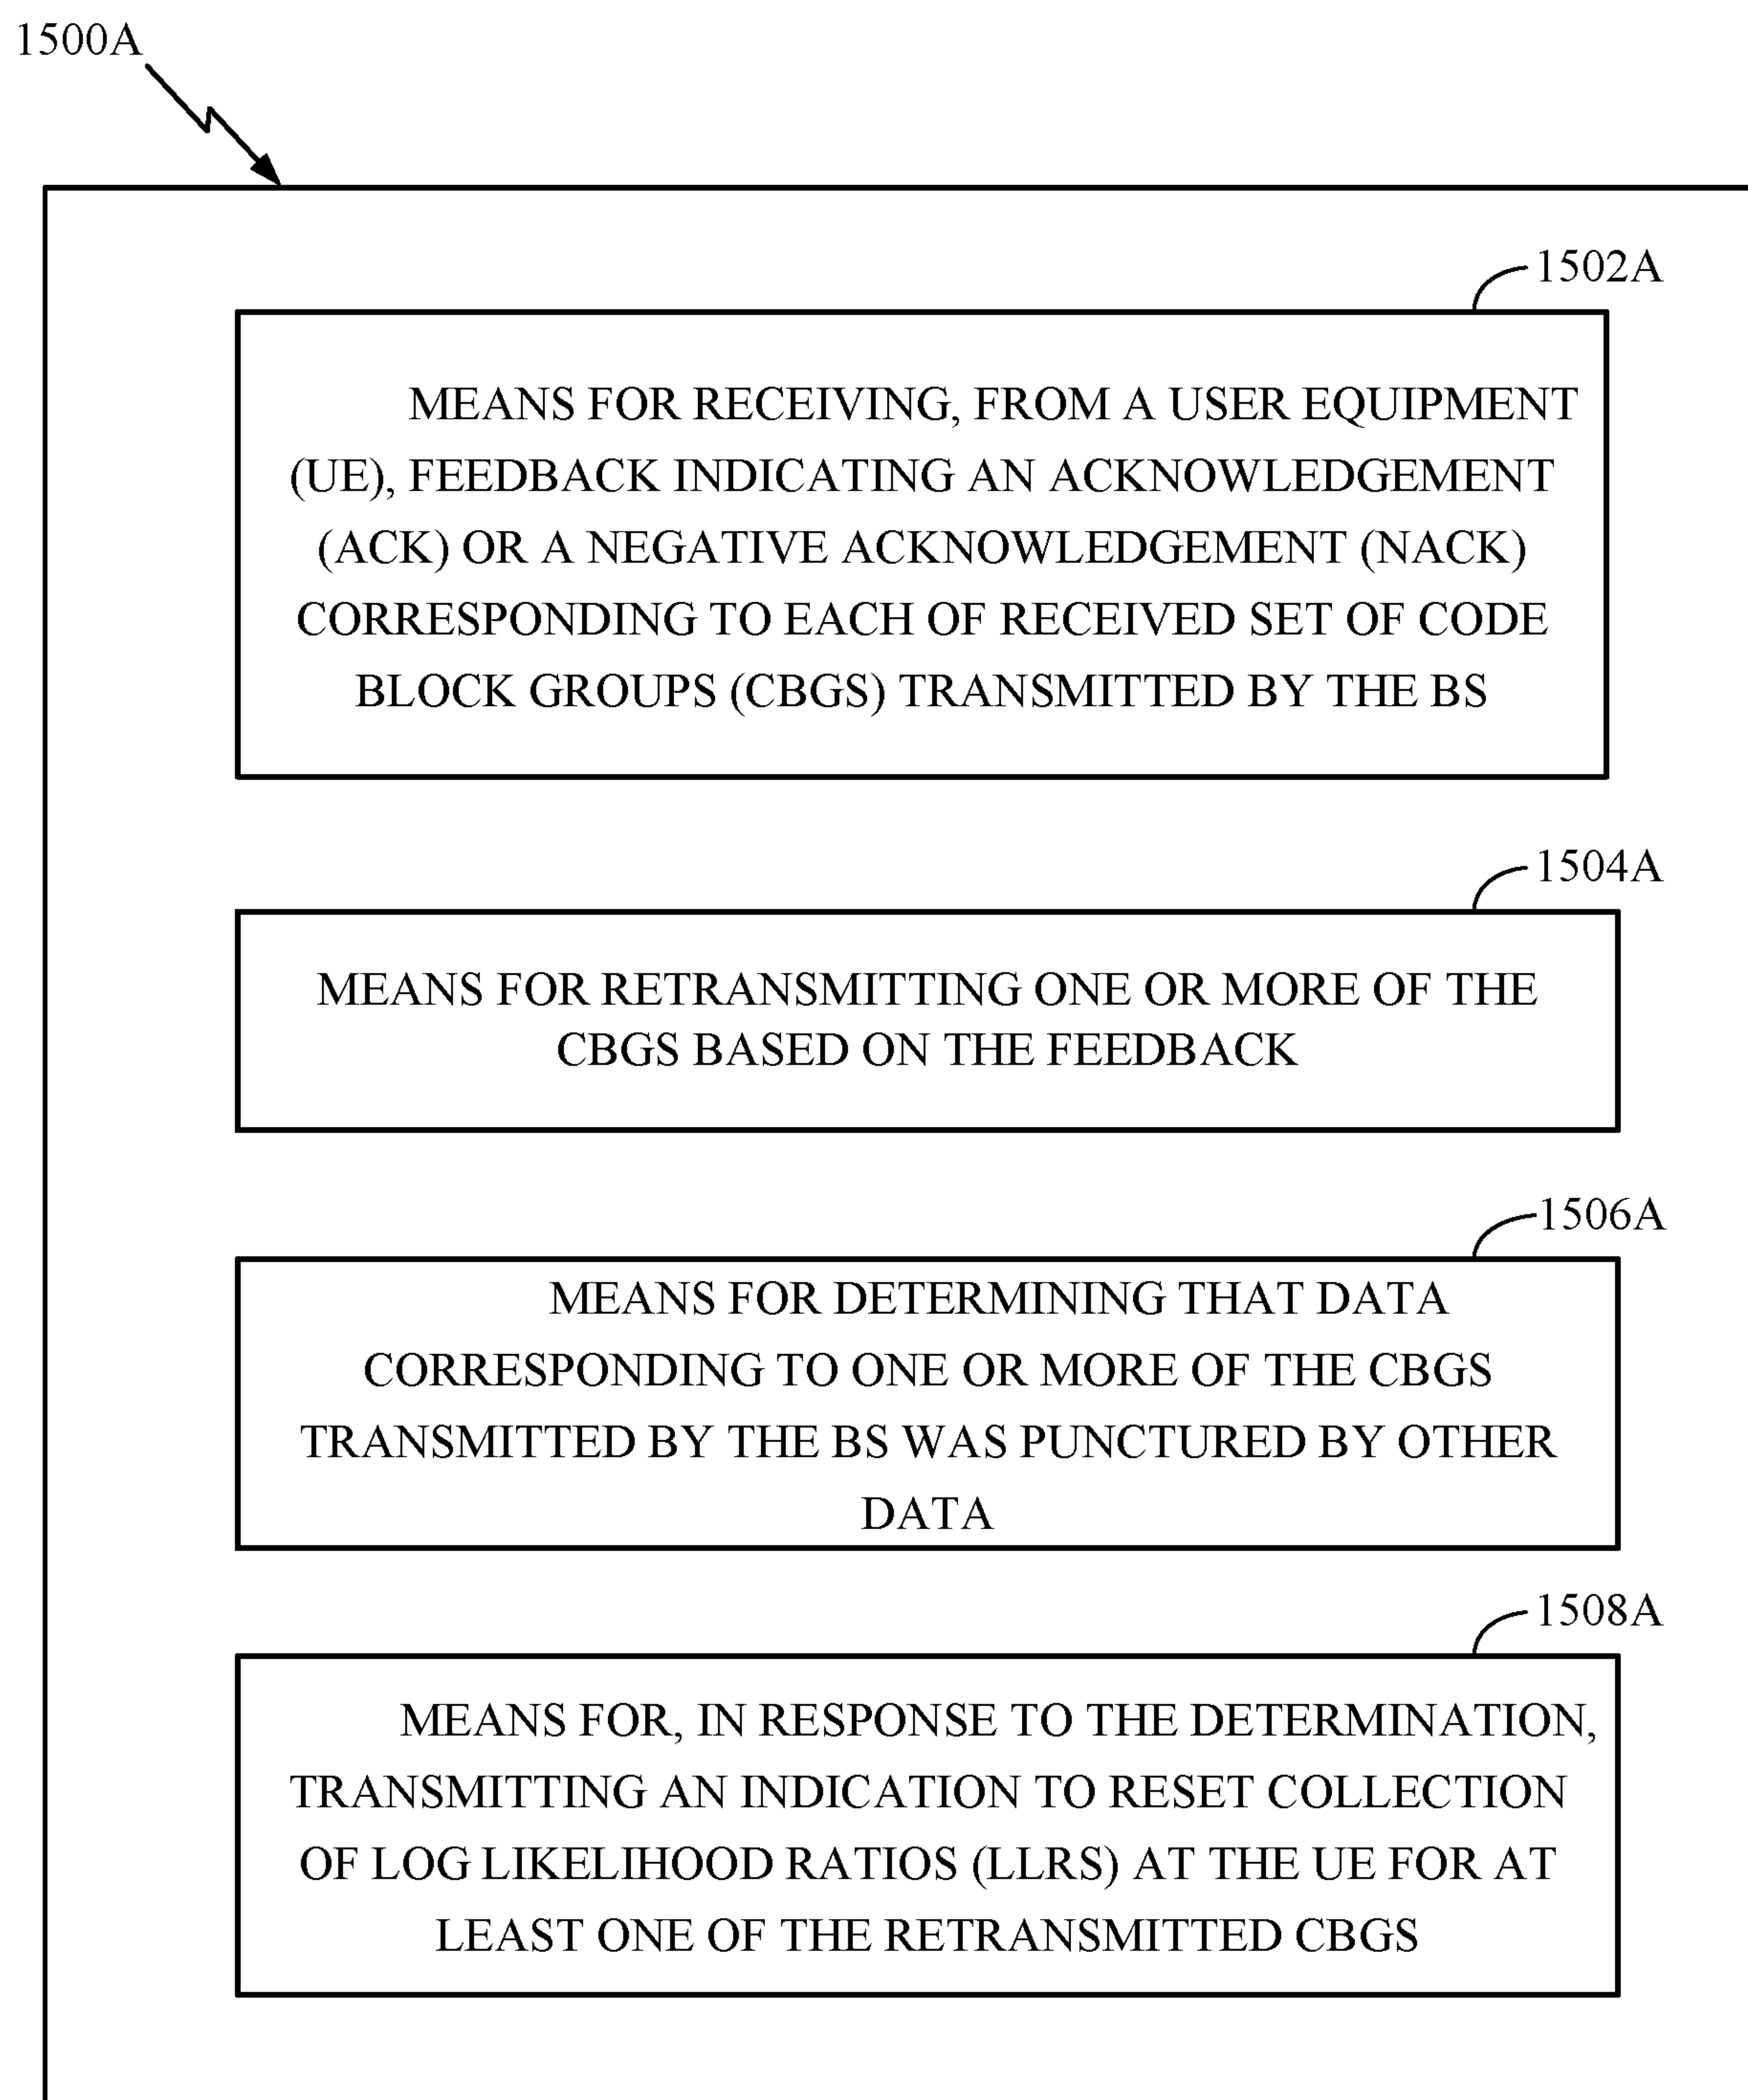 1500A
1502A
MEANS FOR RECEIVING, FROM A USER EQUIPMENT
(UE), FEEDBACK INDICATING AN ACKNOWLEDGEMENT
(ACK) OR A NEGATIVE ACKNOWLEDGEMENT (NACK)
CORRESPONDING TO EACH OF RECEIVED SET OF CODE
BLOCK GROUPS (CBGS) TRANSMITTED BY THE BS
1504A
MEANS FOR RETRANSMITTING ONE OR MORE OF THE
CBGS BASED ON THE FEEDBACK
1506A
MEANS FOR DETERMINING THAT DATA
CORRESPONDING TO ONE OR MORE OF THE CBGS
TRANSMITTED BY THE BS WAS PUNCTURED BY OTHER
DATA
1508A
MEANS FOR, IN RESPONSE TO THE DETERMINATION,
TRANSMITTING AN INDICATION TO RESET COLLECTION
OF LOG LIKELIHOOD RATIOS (LLRS) AT THE UE FOR AT
LEAST ONE OF THE RETRANSMITTED CBGS